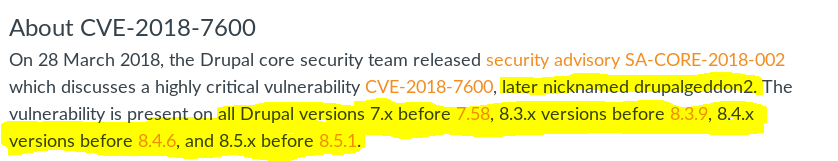 About CVE-2018-7600
On 28 March 2018, the Drupal core security team released security advisory SA-CORE-2018-002
which discusses a highly critical vulnerability CVE-2018-7600, later nicknamed drupalgeddon2. The
vulnerability is present on all Drupal versions 7.x before 7.58, 8.3.x versions before 8.3.9, 8.4.x
versions before 8.4.6, and 8.5.x before 8.5.1.